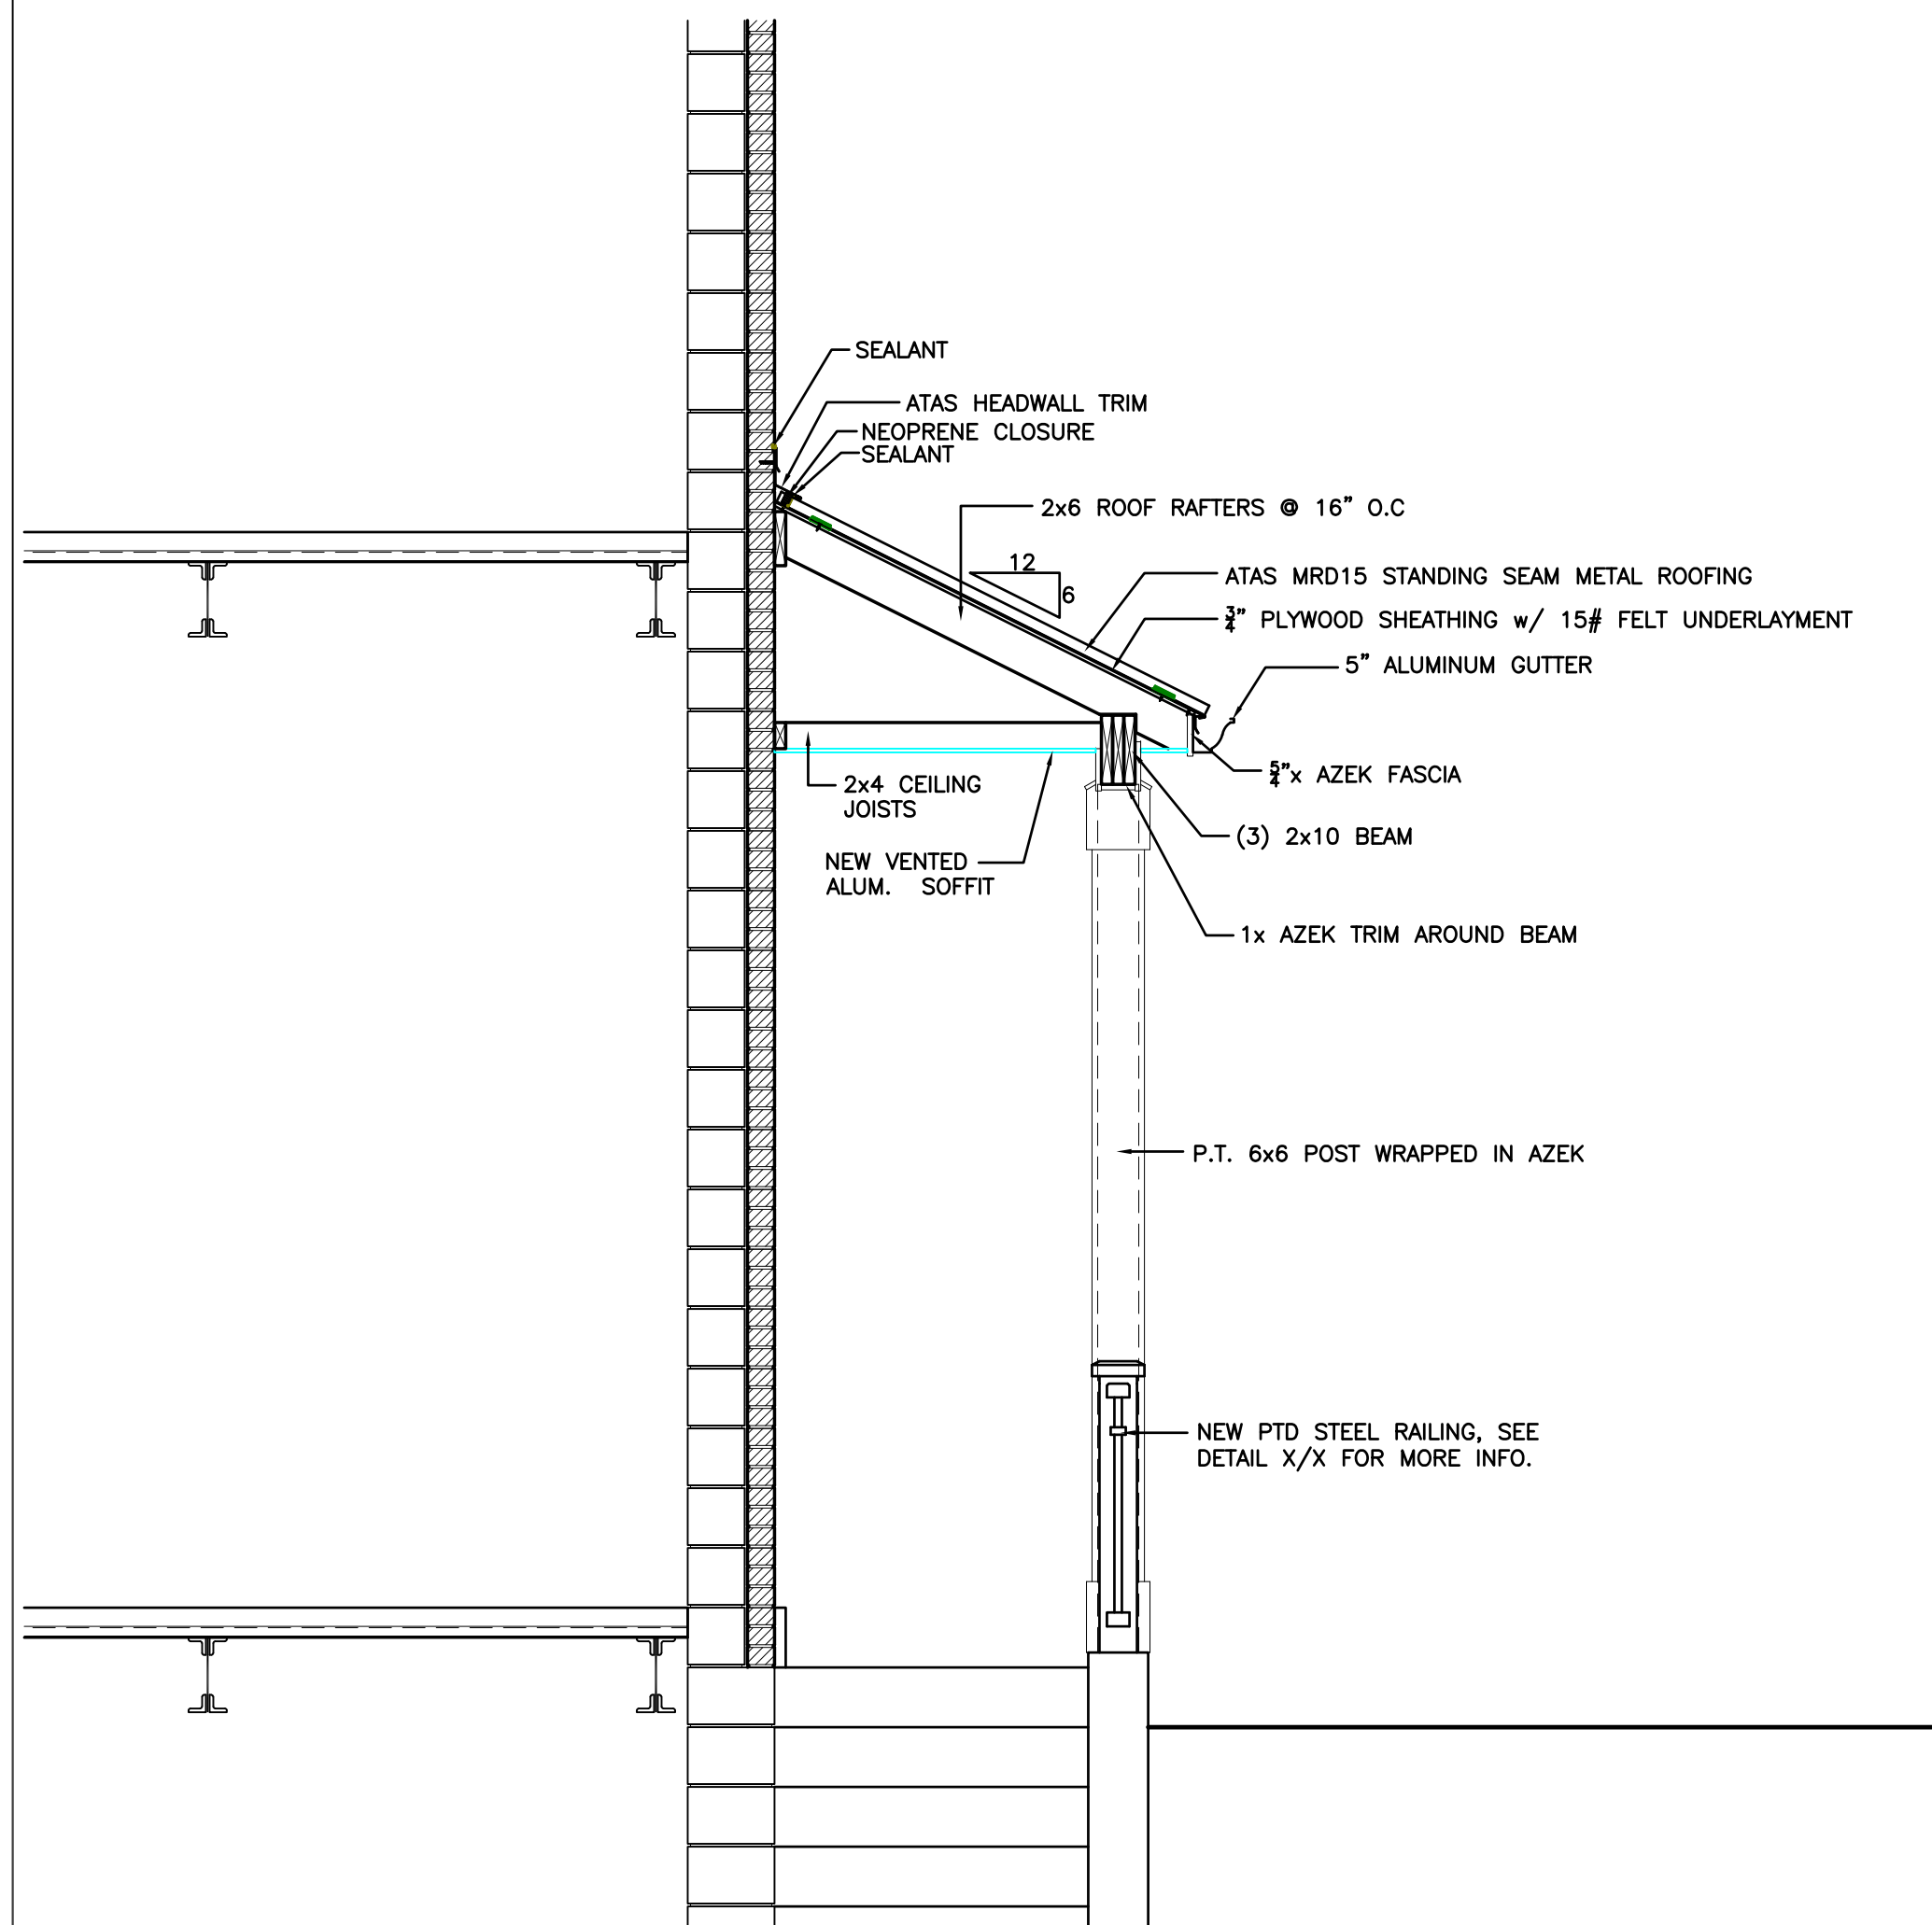 SEALANT
ATAS HEADWALL TRIM
NEOPRENE CLOSURE
SEALANT
2x6 ROOF RAFTERS @ 16" O.C
12
6
ATAS MRD15 STANDING SEAM METAL ROOFING
3/4" PLYWOOD SHEATHING w/ 15# FELT UNDERLAYMENT
5" ALUMINUM GUTTER
5/4"x AZEK FASCIA
2x4 CEILING
JOISTS
(3) 2x10 BEAM
NEW VENTED
ALUM. SOFFIT
1x AZEK TRIM AROUND BEAM
P.T. 6x6 POST WRAPPED IN AZEK
NEW PTD STEEL RAILING, SEE
DETAIL X/X FOR MORE INFO.